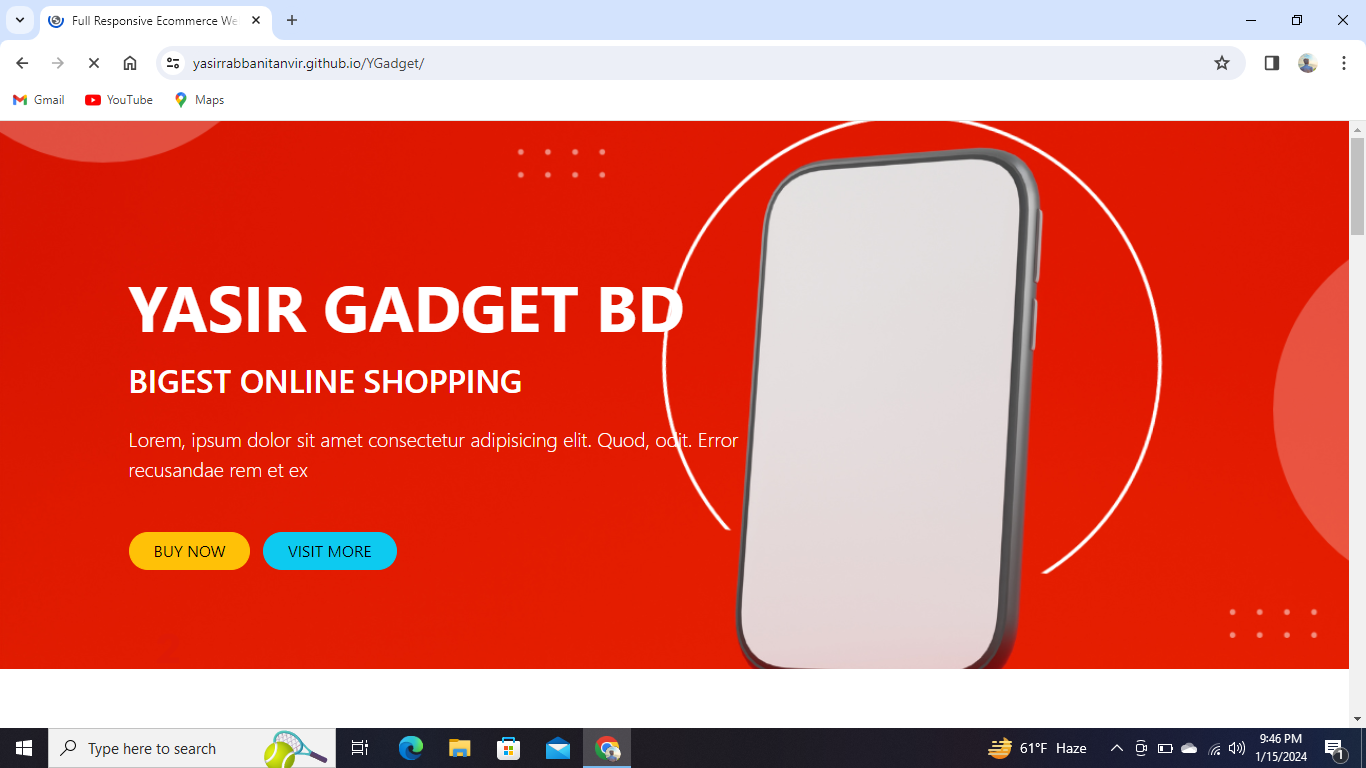 Full Responsive Ecommerce We
yasirrabbanitanvir.github.io/YGadget/
Gmail
YouTube
Maps
YASIR GADGET BD
BIGEST ONLINE SHOPPING
Lorem, ipsum dolor sit amet consectetur adipisicing elit. Quod, odit. Error
recusandae rem et ex
BUY NOW
VISIT MORE
Type here to search
61°F Haze
9:46 PM
1/15/2024
1